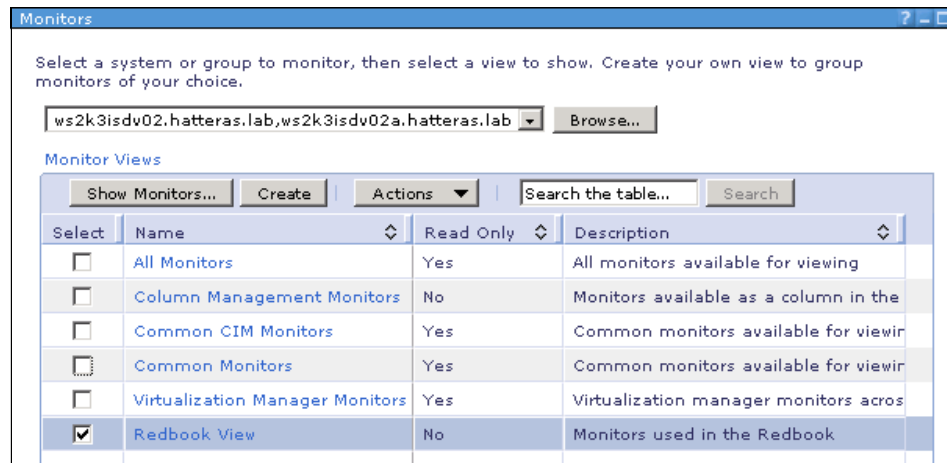 Monitors ? –
Select a system or group to monitor, then select a view to show. Create your own view to group
monitors of your choice.
ws2k3isdv02.hatteras.lab,ws2k3isdv02a.hatteras.lab Browse...
Monitor Views
Show Monitors... Create Actions Search the table... Search
Select Name Read Only Description
All Monitors Yes All monitors available for viewing
Column Management Monitors No Monitors available as a column in the
Common CIM Monitors Yes Common monitors available for
Common Monitors Yes Common monitors available for
Virtualization Manager Monitors Yes Virtualization manager monitors
Redbook View No Monitors used in the Redbook